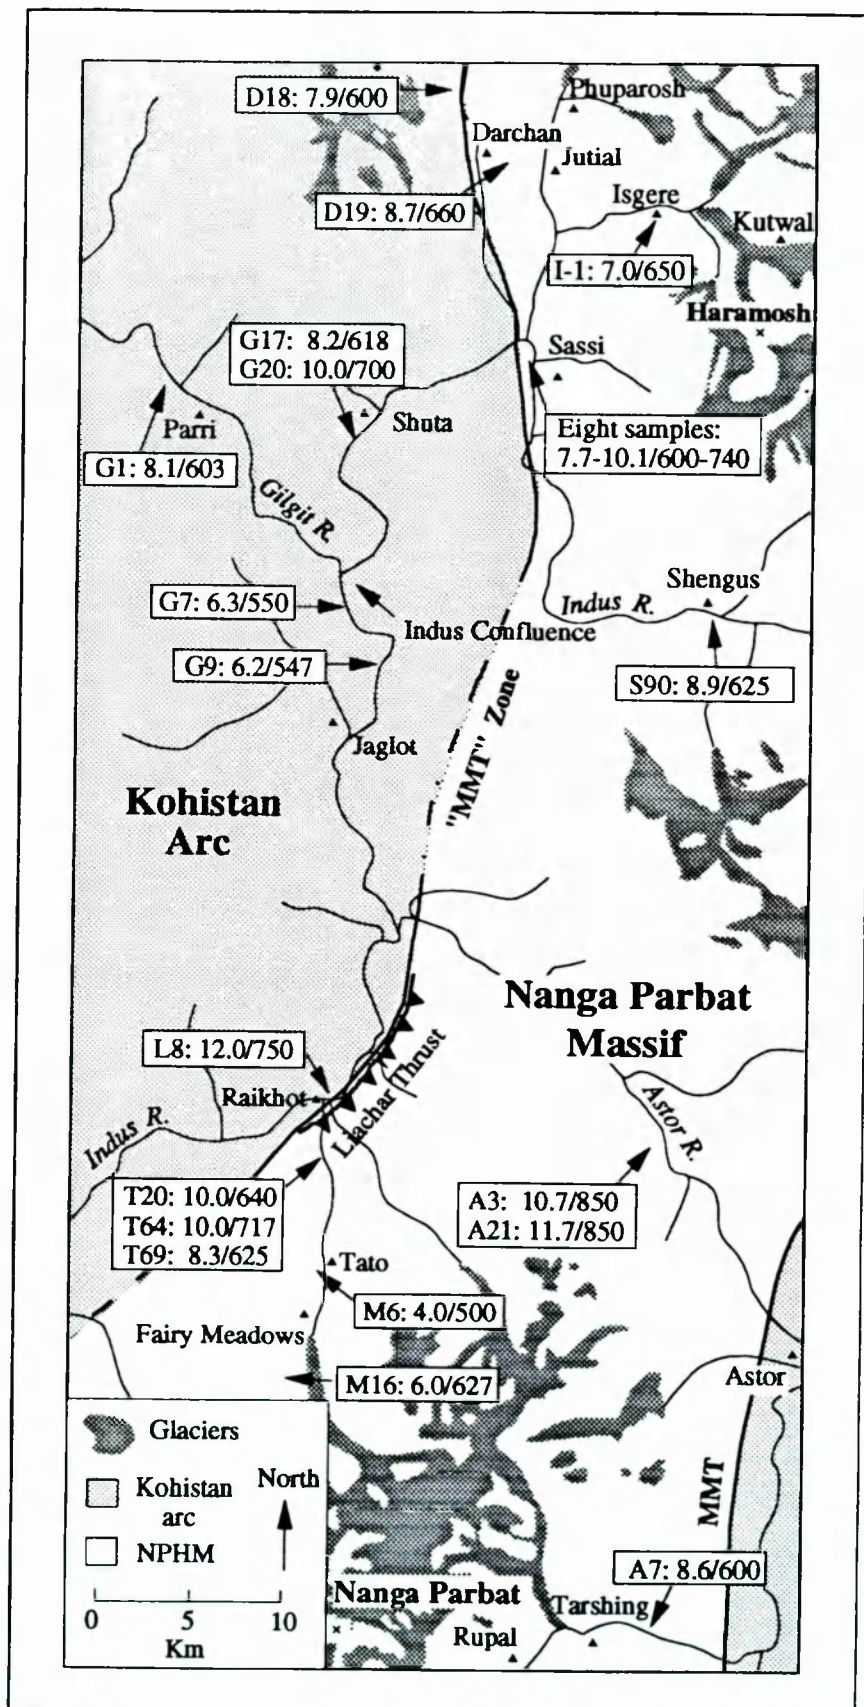 D18: 7.9/600
Phuparosh
Darchan
Jutial
D19: 8.7/660
Isgere
Kutwal
I-1: 7.0/650
Haramosh
G17: 8.2/618
G20: 10.0/700
Sassi
Parri
Shuta
Eight samples:
7.7-10.1/600-740
G1: 8.1/603
Gilgit R.
Shengus
G7: 6.3/550
Indus R.
Indus Confluence
G9: 6.2/547
S90: 8.9/625
"MMT" Zone
Jaglot
Kohistan
Arc
Nanga Parbat
Massif
L8: 12.0/750
Raikhot
Liachar Thrust
Astor R.
Indus R.
T20: 10.0/640
T64: 10.0/717
T69: 8.3/625
A3: 10.7/850
A21: 11.7/850
Tato
M6: 4.0/500
Fairy Meadows
M16: 6.0/627
Astor
Glaciers
Kohistan
arc
North
NPHM
MMT
A7: 8.6/600
Nanga Parbat
Tarshing
Rupal
0 5 10
Km